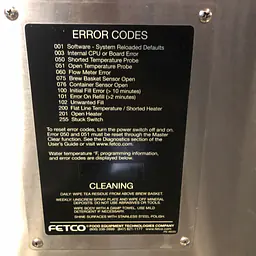 ERROR CODES
001 Software - System Reloaded Defaults
003 Internal CPU or Board Error
050 Shorted Temperature Probe
051 Open Temperature Probe
060 Flow Meter Error
075 Brew Basket Sensor Open
076 Container Sensor Open
100 Initial Fill Error (> 10 minutes)
101 Error On Refill (>2 minutes)
102 Unwanted Fill
200 Flat Line Temperature / Shorted Heater
201 Open Heater
255 Stuck Switch
To reset error codes, turn the power switch off and on.
Error 050 and 051 must be reset through the Master
Clear function. See the Diagnostics section of the
User's Guide or visit www.fetco.com.
Water temperature °F, programming information,
and error codes are displayed below.
CLEANING
DAILY: WIPE TEA RESIDUE FROM ABOVE BREW BASKET.
WEEKLY: UNSCREW SPRAY PLATE AND WIPE OFF MINERAL
DEPOSITS. DO NOT USE ABRASIVES OR TOOLS.
WIPE BODY WITH A DAMP TOWEL. USE MILD
DETERGENT IF NECESSARY.
SHINE SURFACES WITH STAINLESS STEEL POLISH.
FETCO
FOOD EQUIPMENT TECHNOLOGIES COMPANY